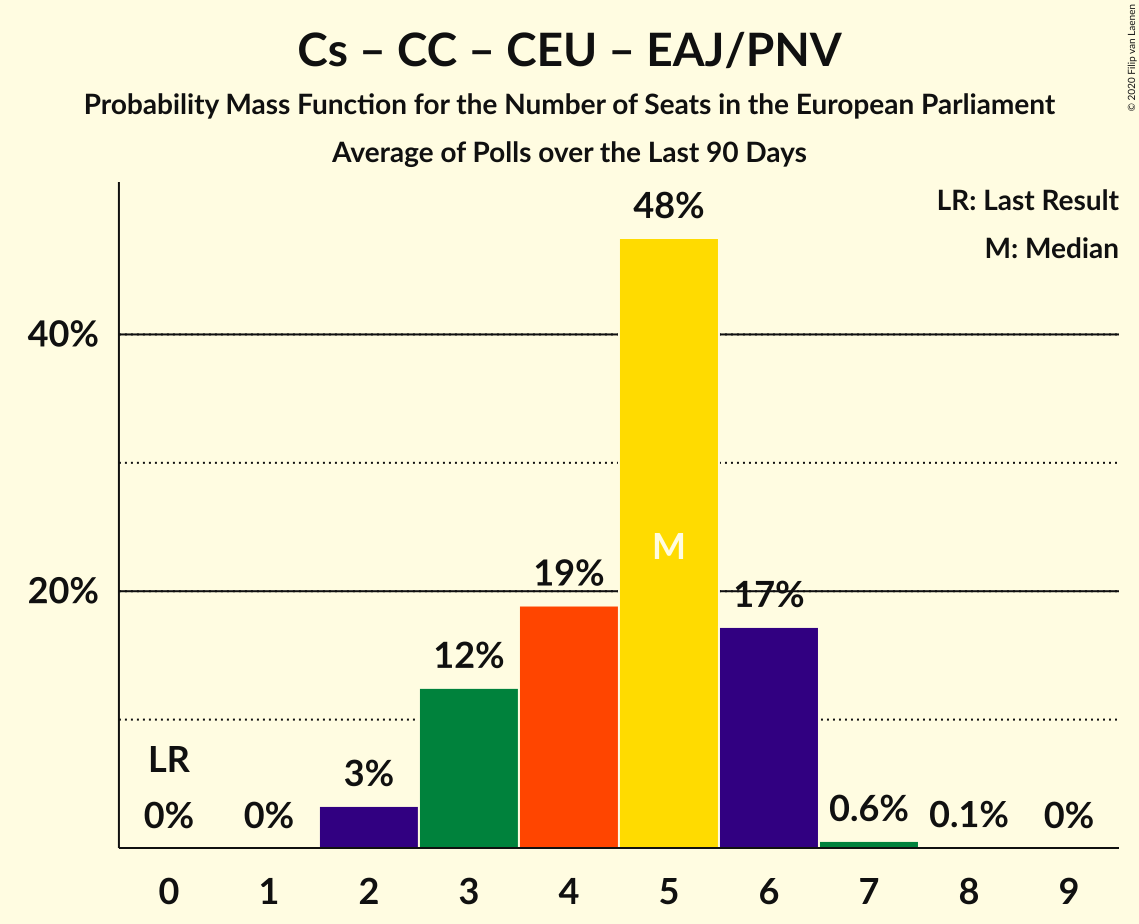 Cs – CC – CEU – EAJ/PNV
Probability Mass Function for the Number of Seats in the European Parliament
Average of Polls over the Last 90 Days
© 2020 Filip van Laenen
LR: Last Result
M: Median
40%
20%
LR
0%
0%
3%
12%
19%
48%
M
17%
0.6%
0.1%
0%
0 1 2 3 4 5 6 7 8 9